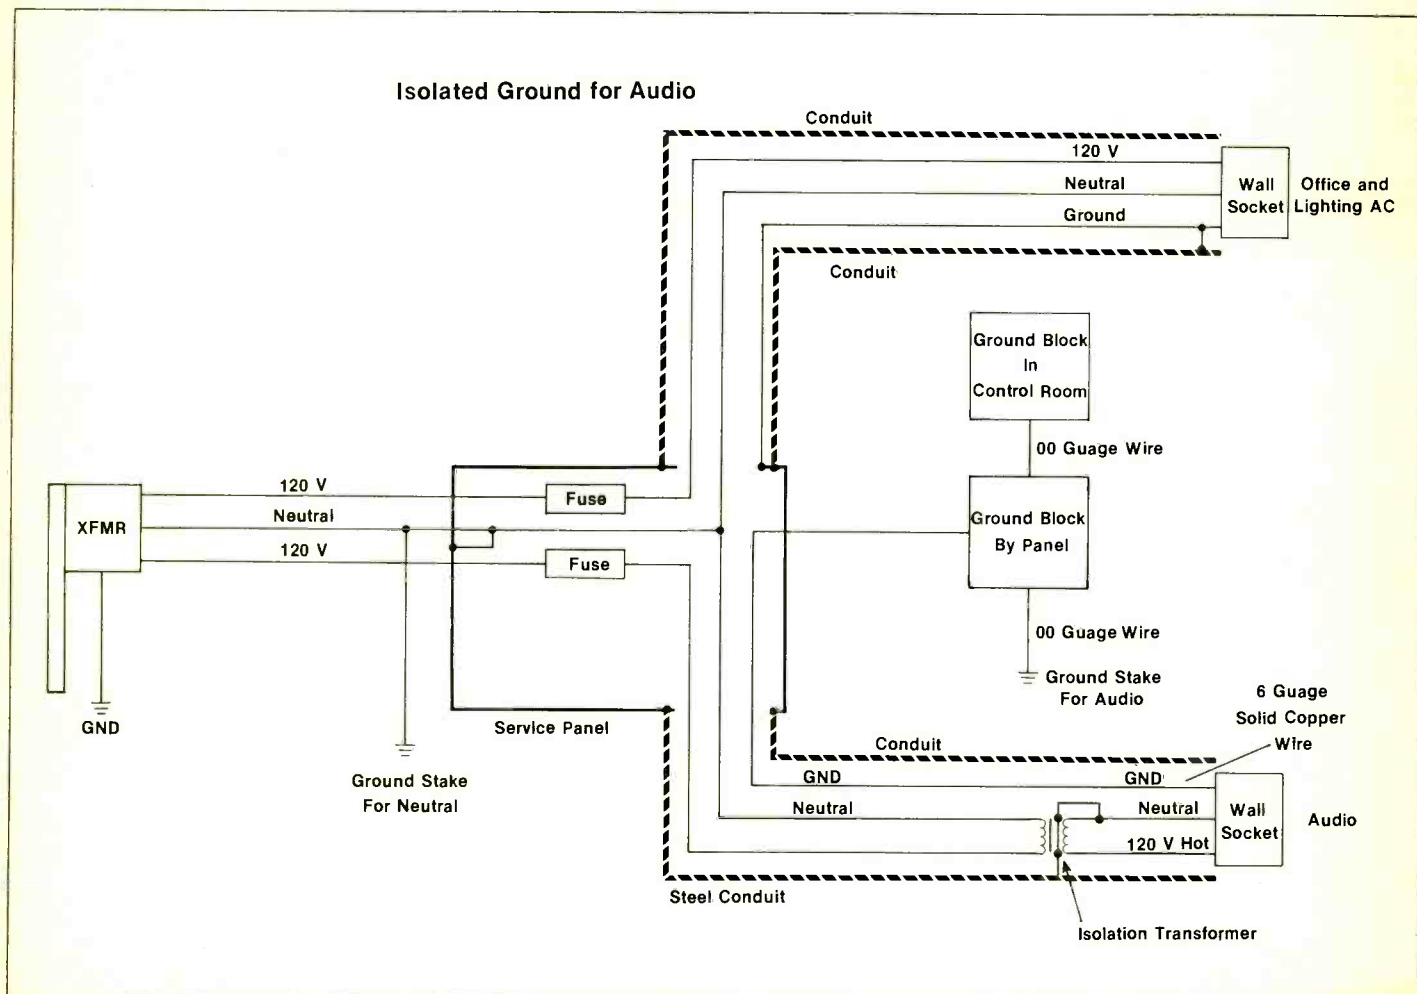 Isolated Ground for Audio
Conduit
120 V
Neutral
Ground
Wall
Socket
Office and
Lighting AC
Conduit
Ground Block
In
Control Room
00 Guage Wire
Ground Block
By Panel
00 Guage Wire
Ground Stake
For Audio
XFMR
120 V
Neutral
120 V
Fuse
Fuse
GND
Ground Stake
For Neutral
Service Panel
6 Guage
Solid Copper
Wire
Conduit
GND
GND
Neutral
Neutral
120 V Hot
Wall
Socket
Audio
Steel Conduit
Isolation Transformer